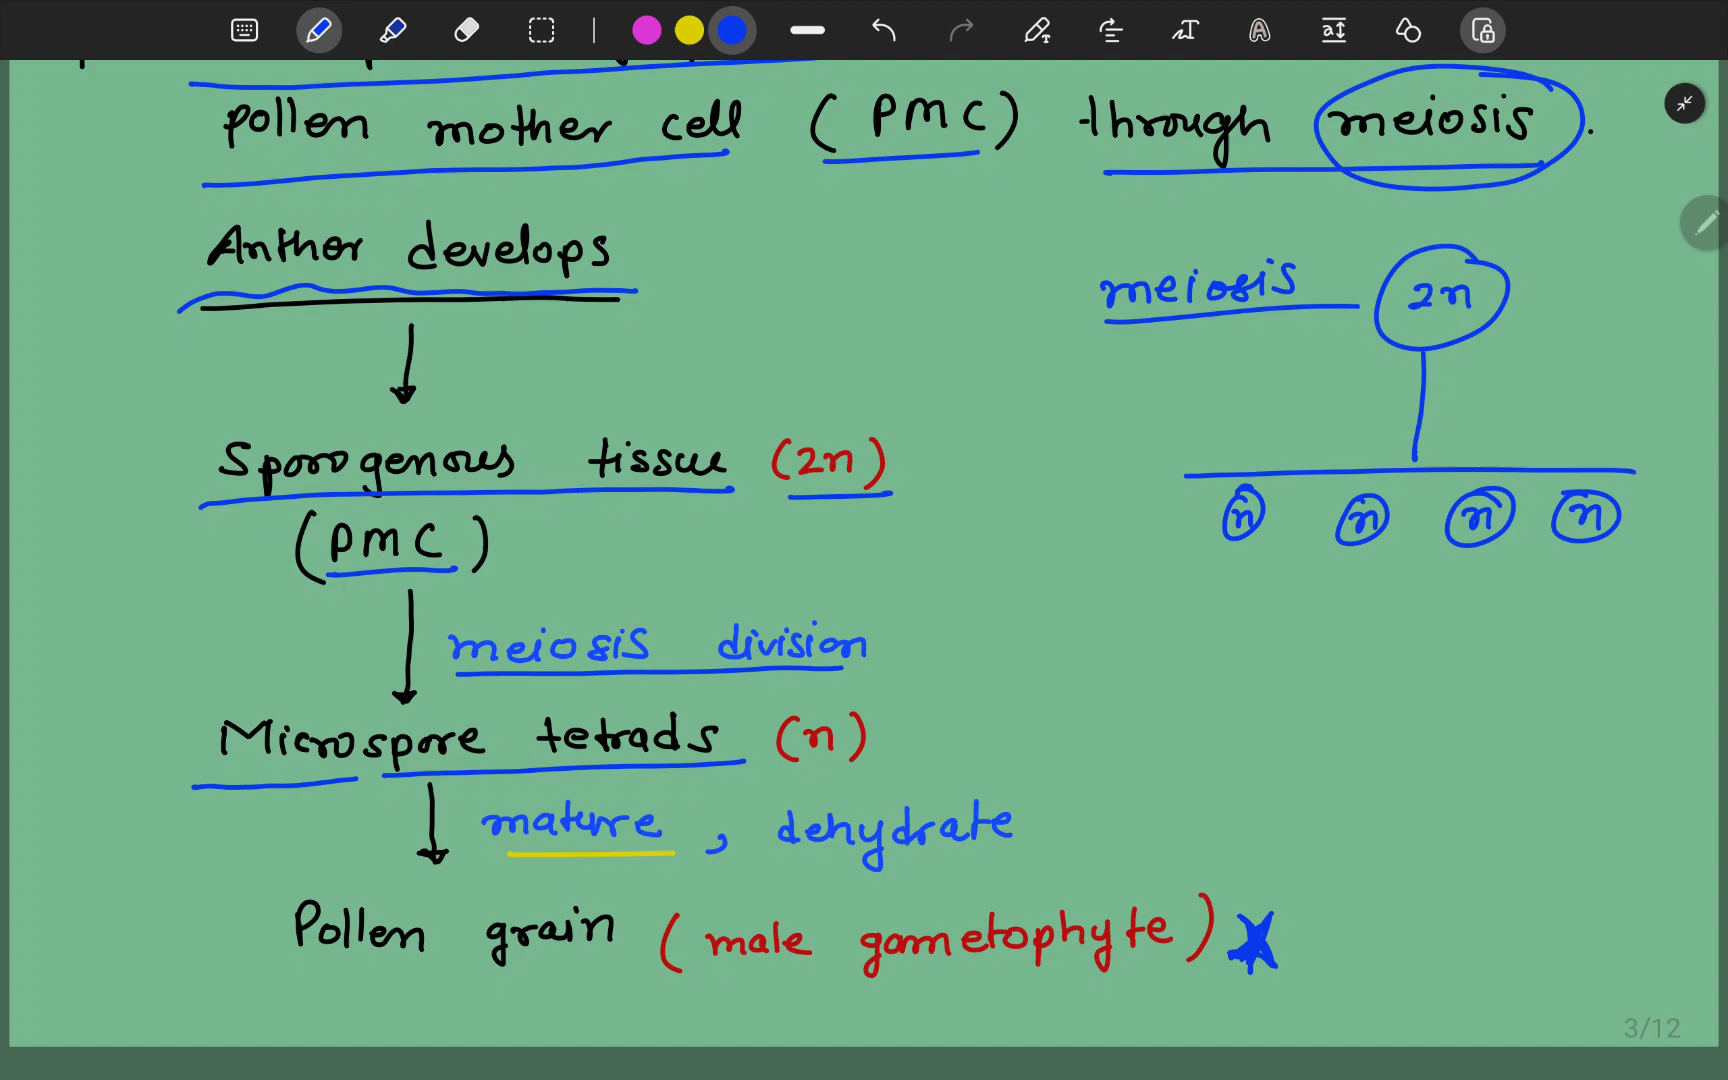 pollen mother cell (PMC) through meiosis.
Anther develops
meiosis 2n
Sporogenous tissue (2n)
n n n n
(PMC)
meiosis division
Microspore tetrads (n)
mature, dehydrate
Pollen grain (male gametophyte)
3/12